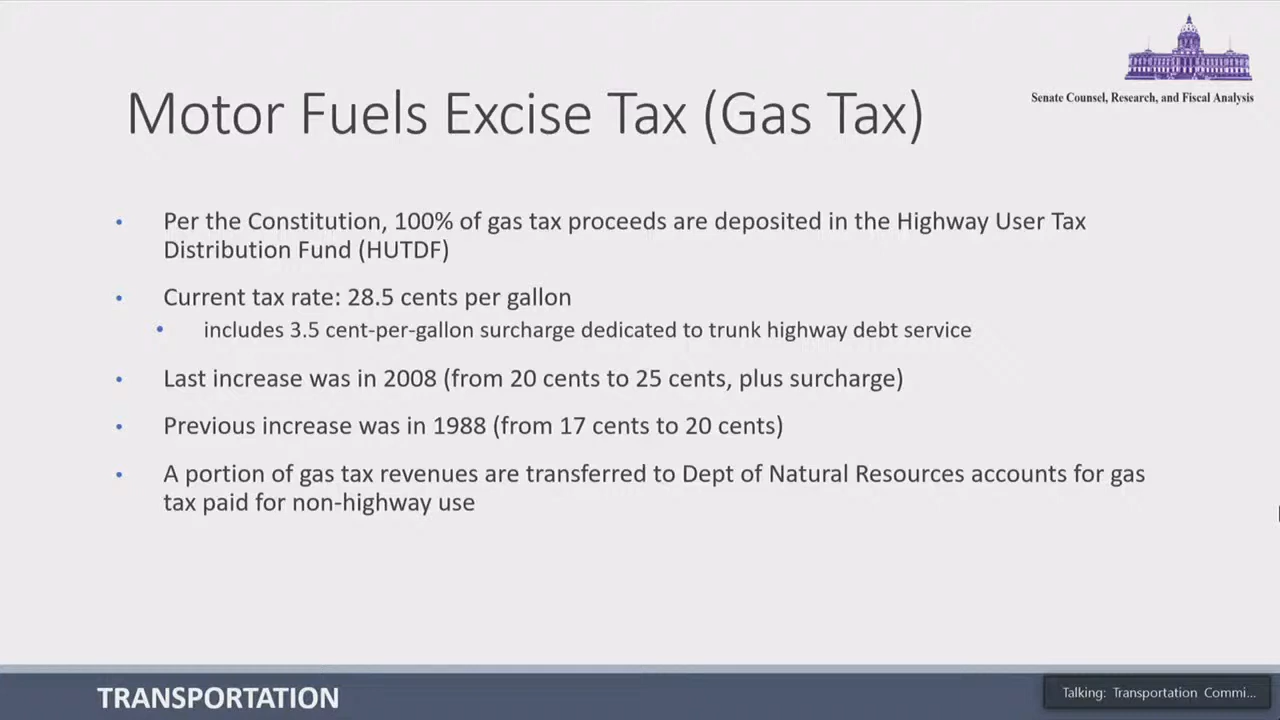 Senate Counsel, Research, and Fiscal Analysis
Motor Fuels Excise Tax (Gas Tax)
• Per the Constitution, 100% of gas tax proceeds are deposited in the Highway User Tax
Distribution Fund (HUTDF)
• Current tax rate: 28.5 cents per gallon
• includes 3.5 cent-per-gallon surcharge dedicated to trunk highway debt service
• Last increase was in 2008 (from 20 cents to 25 cents, plus surcharge)
• Previous increase was in 1988 (from 17 cents to 20 cents)
• A portion of gas tax revenues are transferred to Dept of Natural Resources accounts for gas
tax paid for non-highway use
TRANSPORTATION
Talking: Transportation Commi...